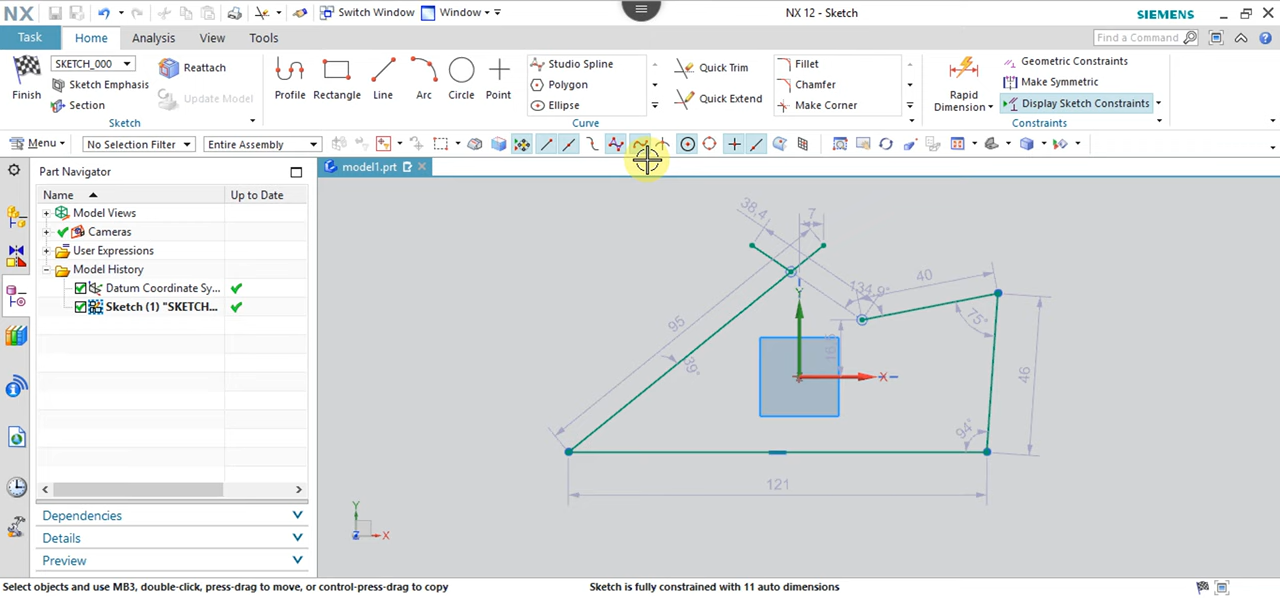 NX
Switch Window
Window
NX 12 - Sketch
SIEMENS
Task
Home
Analysis
View
Tools
Find a Command
Finish
SKETCH_000
Sketch Emphasis
Section
Reattach
Update Model
Sketch
Profile
Rectangle
Line
Arc
Circle
Point
Studio Spline
Polygon
Ellipse
Quick Trim
Quick Extend
Fillet
Chamfer
Make Corner
Curve
Rapid
Dimension
Geometric Constraints
Make Symmetric
Display Sketch Constraints
Constraints
Menu
No Selection Filter
Entire Assembly
Part Navigator
Name
Up to Date
Model Views
Cameras
User Expressions
Model History
Datum Coordinate Sy...
Sketch (1) "SKETCH...
Dependencies
Details
Preview
model1.prt
38,4
7
40
134,9°
95
39°
75°
46
94°
121
Y
X
Y
Z
X
Select objects and use MB3, double-click, press-drag to move, or control-press-drag to copy
Sketch is fully constrained with 11 auto dimensions